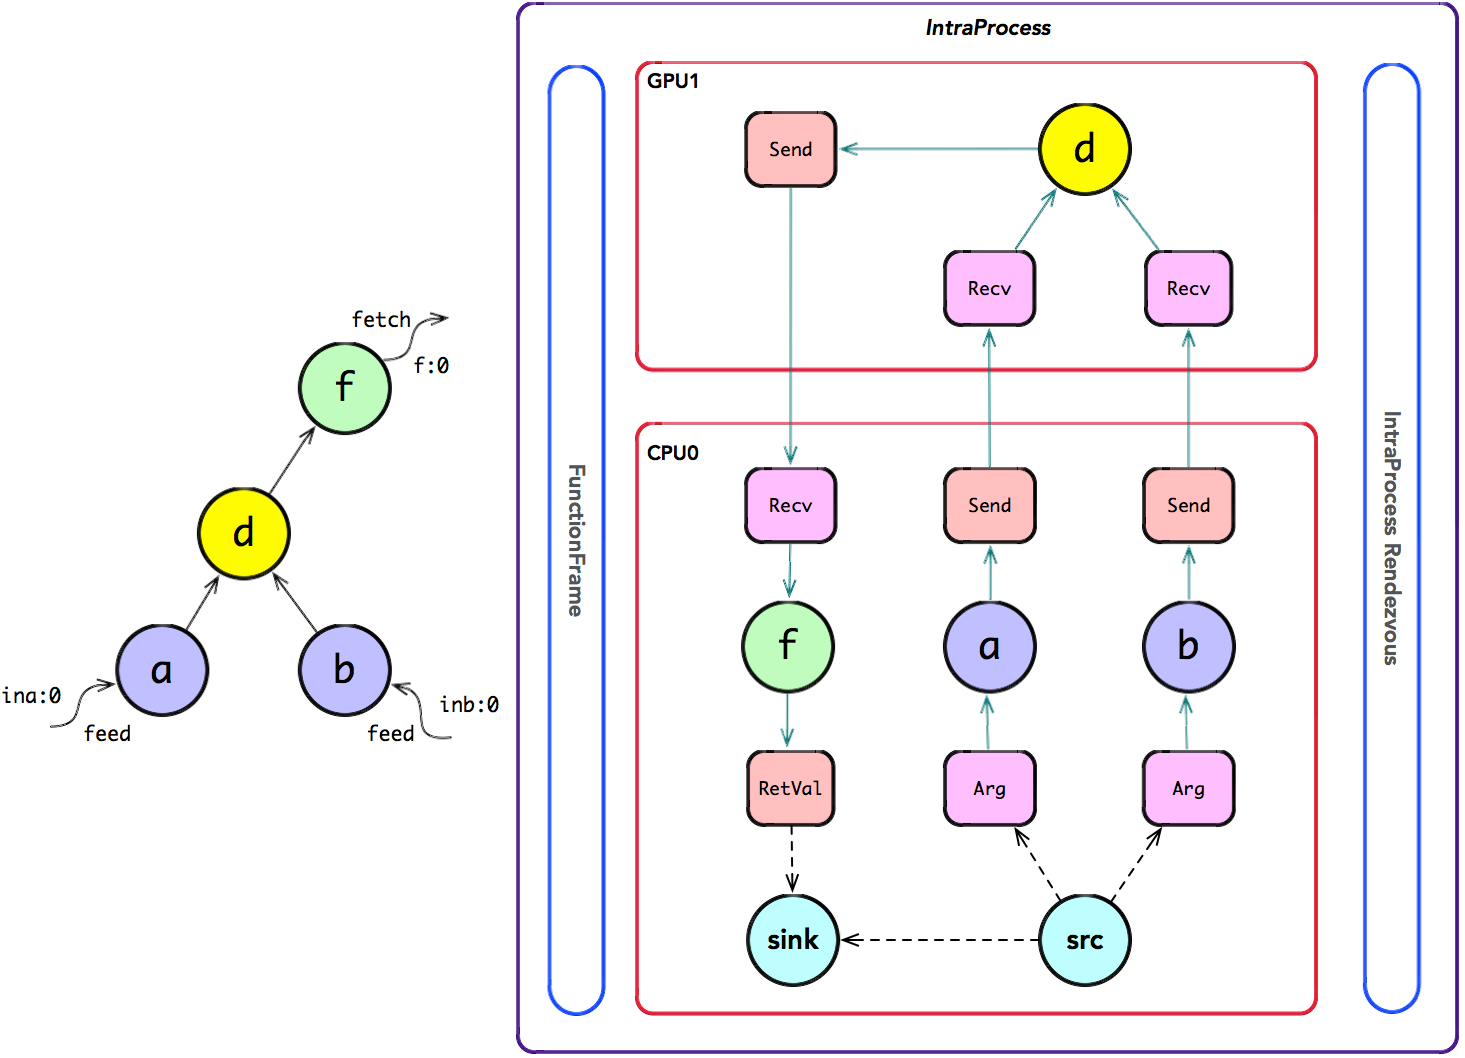 fetch
f:0
f
d
a
b
ina:0
feed
feed
inb:0
IntraProcess
FunctionFrame
GPU1
Send
d
Recv
Recv
CPU0
Recv
Send
Send
f
a
b
RetVal
Arg
Arg
sink
src
IntraProcess Rendezvous